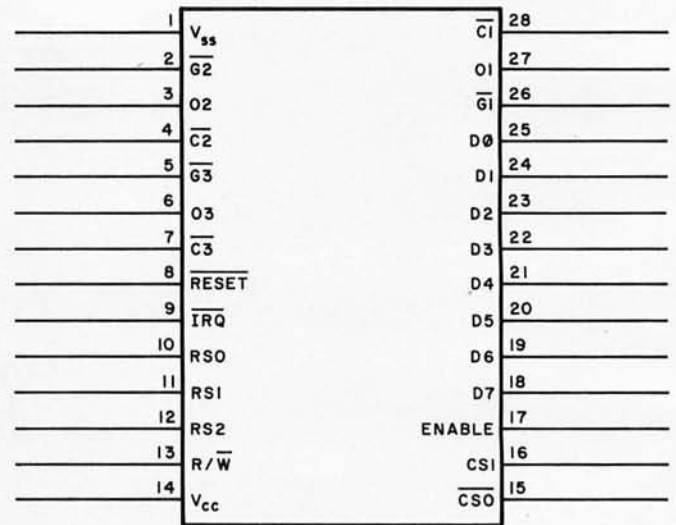 1 Vss C1 28
2 G2 O1 27
3 O2 G1 26
4 C2 D0 25
5 G3 D1 24
6 O3 D2 23
7 C3 D3 22
8 RESET D4 21
9 IRQ D5 20
10 RS0 D6 19
11 RS1 D7 18
12 RS2 ENABLE 17
13 R/W CS1 16
14 Vcc CS0 15